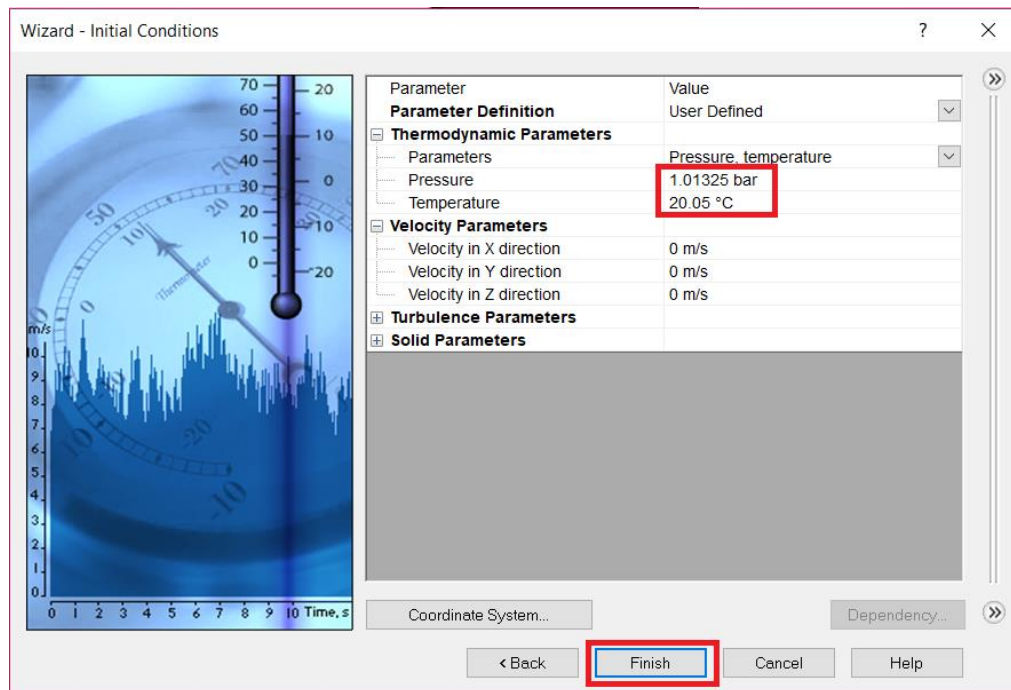 Wizard - Initial Conditions
?
Parameter Value
Parameter Definition User Defined
Thermodynamic Parameters
Parameters Pressure, temperature
Pressure 1.01325 bar
Temperature 20.05 °C
Velocity Parameters
Velocity in X direction 0 m/s
Velocity in Y direction 0 m/s
Velocity in Z direction 0 m/s
Turbulence Parameters
Solid Parameters
70 20
60
50 10
40
30 0
20 -10
10
0 -20
Thermometer
m/s
10
9
8
7
6
5
4
3
2
1
0
0 1 2 3 4 5 6 7 8 9 10 Time, s
Coordinate System...
Dependency...
< Back
Finish
Cancel
Help